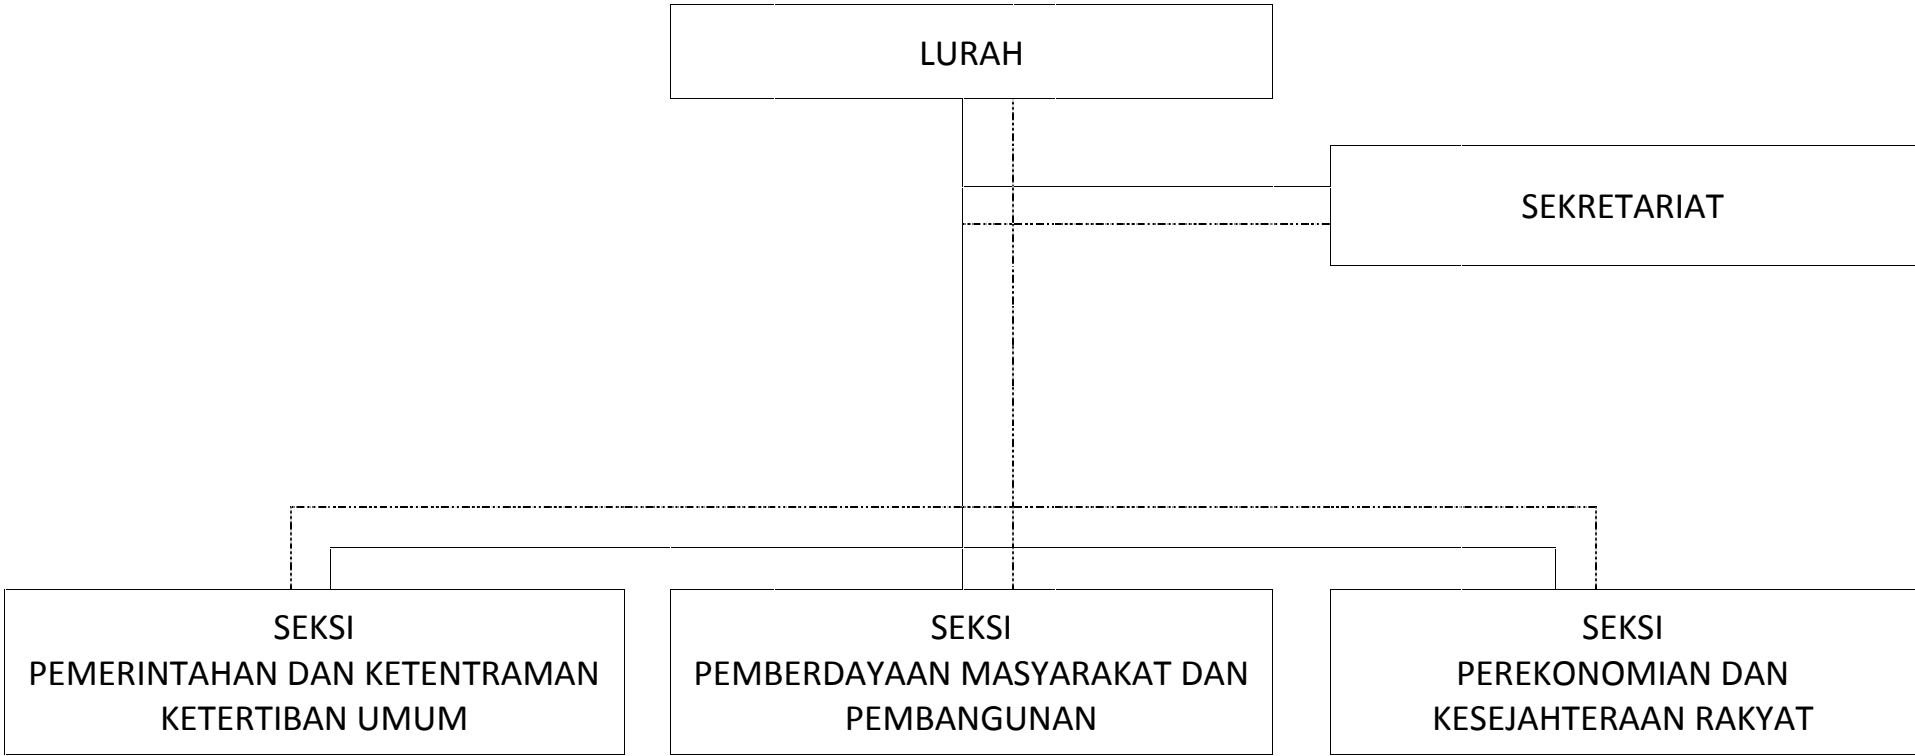 LURAH
SEKRETARIAT
SEKSI
PEMERINTAHAN DAN KETENTRAMAN
KETERTIBAN UMUM
SEKSI
PEMBERDAYAAN MASYARAKAT DAN
PEMBANGUNAN
SEKSI
PEREKONOMIAN DAN
KESEJAHTERAAN RAKYAT